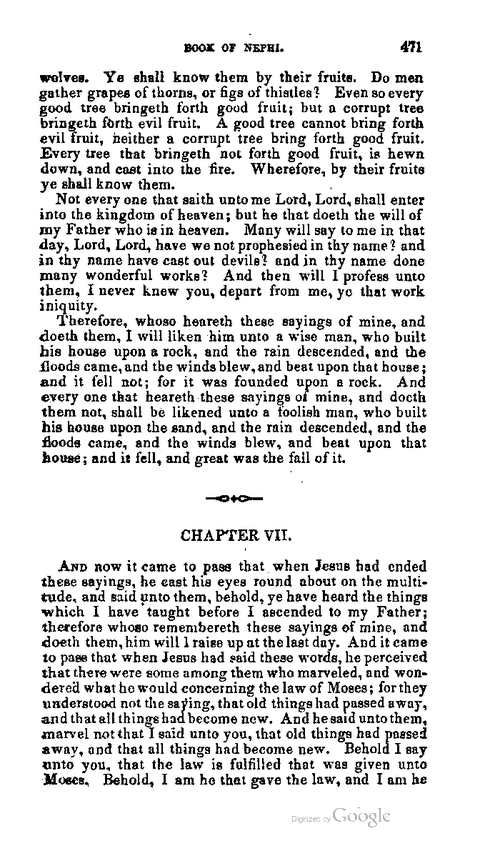 BOOK OF NEPHI. 471
wolves. Ye shall know them by their fruits. Do men
gather grapes of thorns, or figs of thistles? Even so every
good tree bringeth forth good fruit; but a corrupt tree
bringeth forth evil fruit. A good tree cannot bring forth
evil fruit, neither a corrupt tree bring forth good fruit.
Every tree that bringeth not forth good fruit, is hewn
down, and cast into the fire. Wherefore, by their fruits
ye shall know them.
Not every one that saith unto me Lord, Lord, shall enter
into the kingdom of heaven; but he that doeth the will of
my Father who is in heaven. Many will say to me in that
day, Lord, Lord, have we not prophesied in thy name? and
in thy name have cast out devils? and in thy name done
many wonderful works? And then will I profess unto
them, I never knew you, depart from me, ye that work
iniquity.
Therefore, whoso heareth these sayings of mine, and
doeth them, I will liken him unto a wise man, who built
his house upon a rock, and the rain descended, and the
floods came, and the winds blew, and beat upon that house;
and it fell not; for it was founded upon a rock. And
every one that heareth these sayings of mine, and doeth
them not, shall be likened unto a foolish man, who built
his house upon the sand, and the rain descended, and the
floods came, and the winds blew, and beat upon that
house; and it fell, and great was the fall of it.
CHAPTER VII.
AND now it came to pass that when Jesus had ended
these sayings, he cast his eyes round about on the multi-
tude, and said unto them, behold, ye have heard the things
which I have taught before I ascended to my Father;
therefore whoso remembereth these sayings of mine, and
doeth them, him will I raise up at the last day. And it came
to pass that when Jesus had said these words, he perceived
that there were some among them who marveled, and won-
dered what he would concerning the law of Moses; for they
understood not the saying, that old things had passed away,
and that all things had become new. And he said unto them,
marvel not that I said unto you, that old things had passed
away, and that all things had become new. Behold I say
unto you, that the law is fulfilled that was given unto
Moses. Behold, I am he that gave the law, and I am he
Digitized by Google